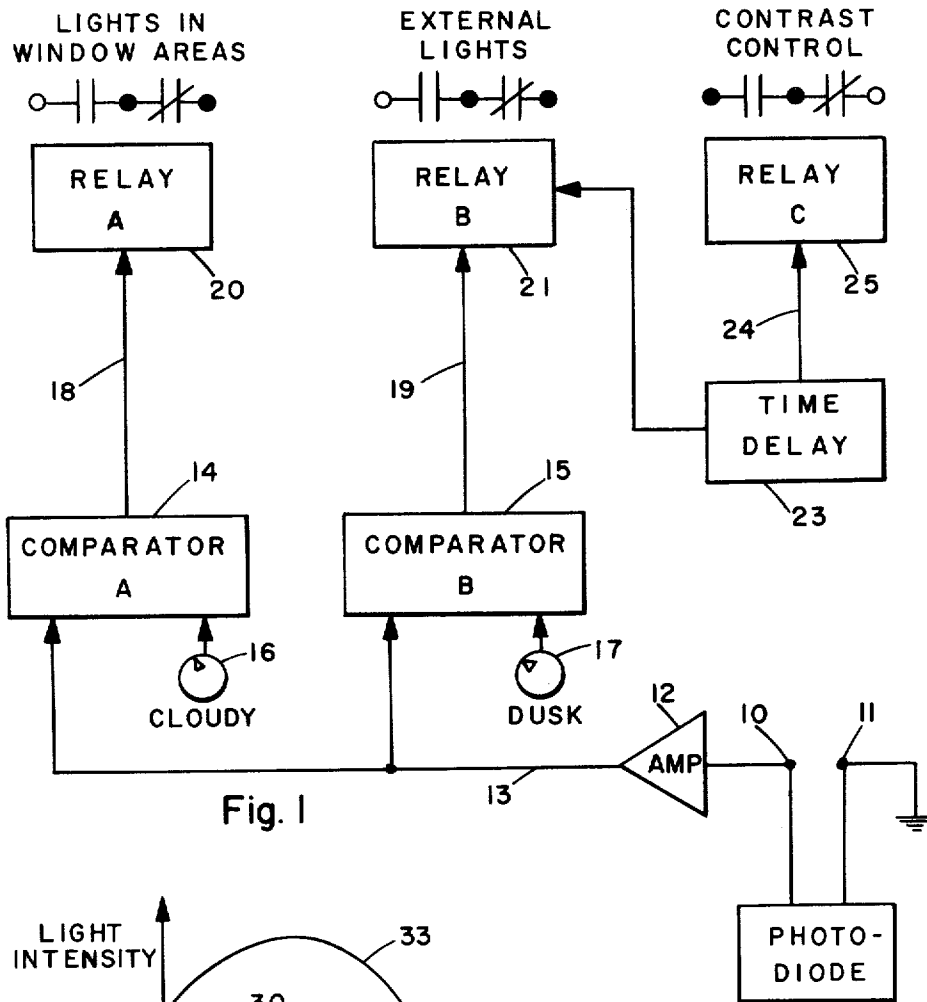 LIGHTS IN
WINDOW AREAS
EXTERNAL
LIGHTS
CONTRAST
CONTROL
RELAY
A
RELAY
B
RELAY
C
20
21
25
18
19
24
TIME
DELAY
23
14
15
COMPARATOR
A
COMPARATOR
B
16
17
CLOUDY
DUSK
12
10
11
AMP
13
Fig. 1
LIGHT
INTENSITY
33
30
PHOTO-
DIODE